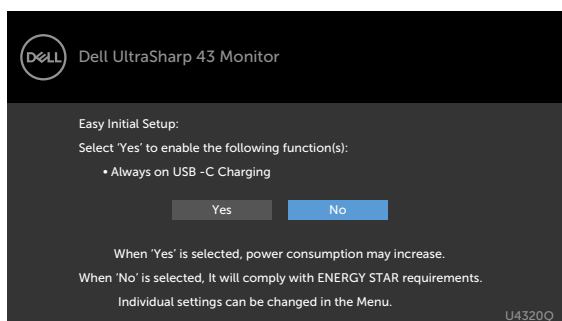 DELL Dell UltraSharp 43 Monitor
Easy Initial Setup:
Select 'Yes' to enable the following function(s):
• Always on USB -C Charging
Yes No
When 'Yes' is selected, power consumption may increase.
When 'No' is selected, It will comply with ENERGY STAR requirements.
Individual settings can be changed in the Menu.
U4320Q